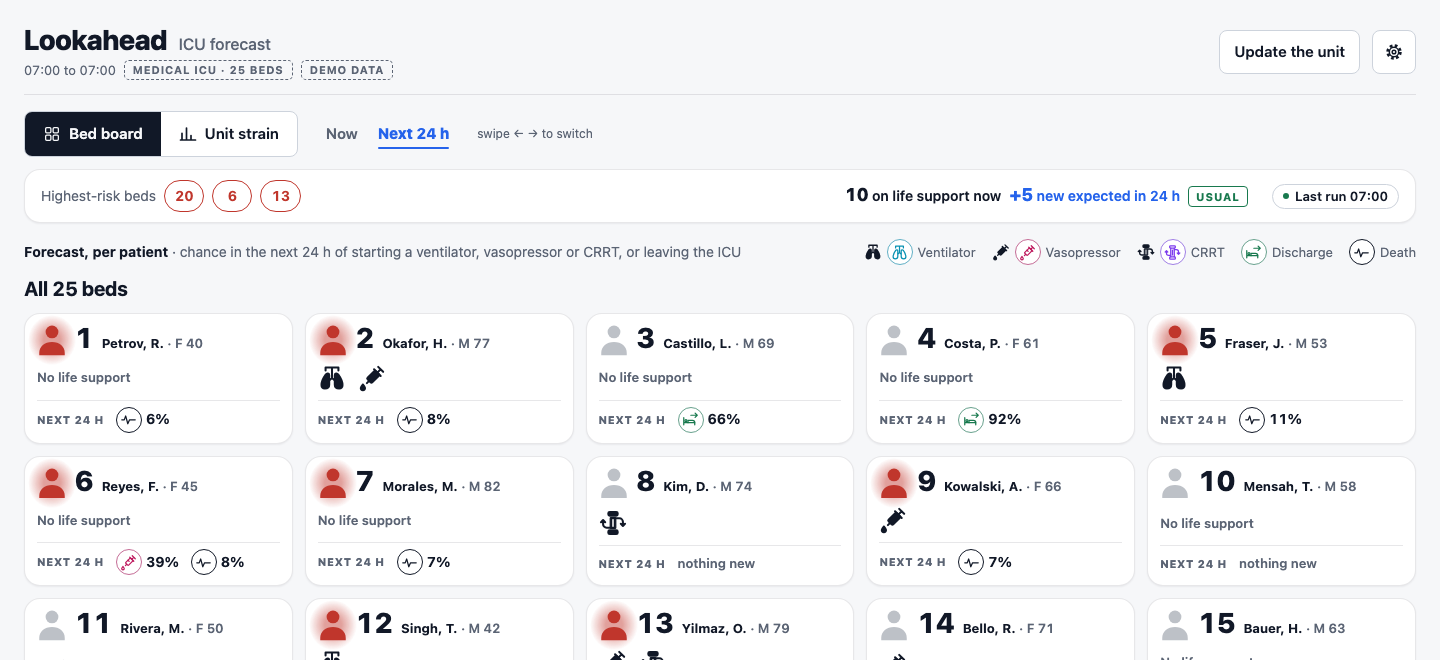 Lookahead ICU forecast
07:00 to 07:00 MEDICAL ICU · 25 BEDS DEMO DATA
Update the unit
Bed board Unit strain Now Next 24 h swipe ← → to switch
Highest-risk beds 20 6 13 10 on life support now +5 new expected in 24 h USUAL Last run 07:00
Forecast, per patient · chance in the next 24 h of starting a ventilator, vasopressor or CRRT, or leaving the ICU Ventilator Vasopressor CRRT Discharge Death
All 25 beds
1 Petrov, R. · F 40
No life support
NEXT 24 H 6%
2 Okafor, H. · M 77
NEXT 24 H 8%
3 Castillo, L. · M 69
No life support
NEXT 24 H 66%
4 Costa, P. · F 61
No life support
NEXT 24 H 92%
5 Fraser, J. · M 53
NEXT 24 H 11%
6 Reyes, F. · F 45
No life support
NEXT 24 H 39% 8%
7 Morales, M. · M 82
No life support
NEXT 24 H 7%
8 Kim, D. · M 74
NEXT 24 H nothing new
9 Kowalski, A. · F 66
NEXT 24 H 7%
10 Mensah, T. · M 58
No life support
NEXT 24 H nothing new
11 Rivera, M. · F 50
12 Singh, T. · M 42
13 Yilmaz, O. · M 79
14 Bello, R. · F 71
15 Bauer, H. · M 63